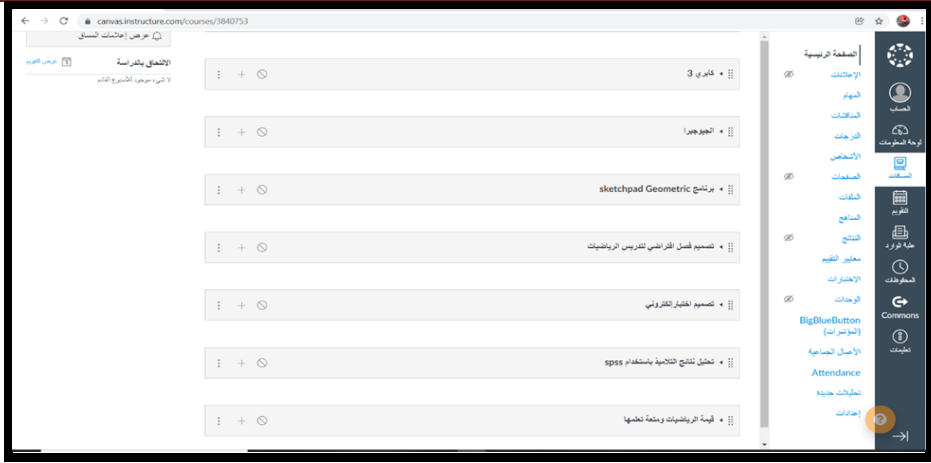 canvas.instructure.com/courses/3840753
الحساب
لوحة المعلومات
المساقات
التقويم
علبة الوارد
المحفوظات
Commons
تعليمات
الصفحة الرئيسية
الإعلانات
المهام
المناقشات
الدرجات
الأشخاص
الصفحات
الملفات
المناهج
النتائج
معايير التقييم
الاختبارات
الوحدات
BigBlueButton
(المؤتمرات)
الأعمال الجماعية
Attendance
تحليلات جديدة
إعدادات
كابري 3
الجيوجبرا
برنامج sketchpad Geometric
تصميم فصل افتراضي لتدريس الرياضيات
تصميم اختبار إلكتروني
تحليل نتائج التلاميذ باستخدام spss
قيمة الرياضيات ومتعة تعلمها
عرض إعلانات المساق
الالتحاق بالدراسة
عرض التقويم
لا شيء موجود للأسبوع القادم